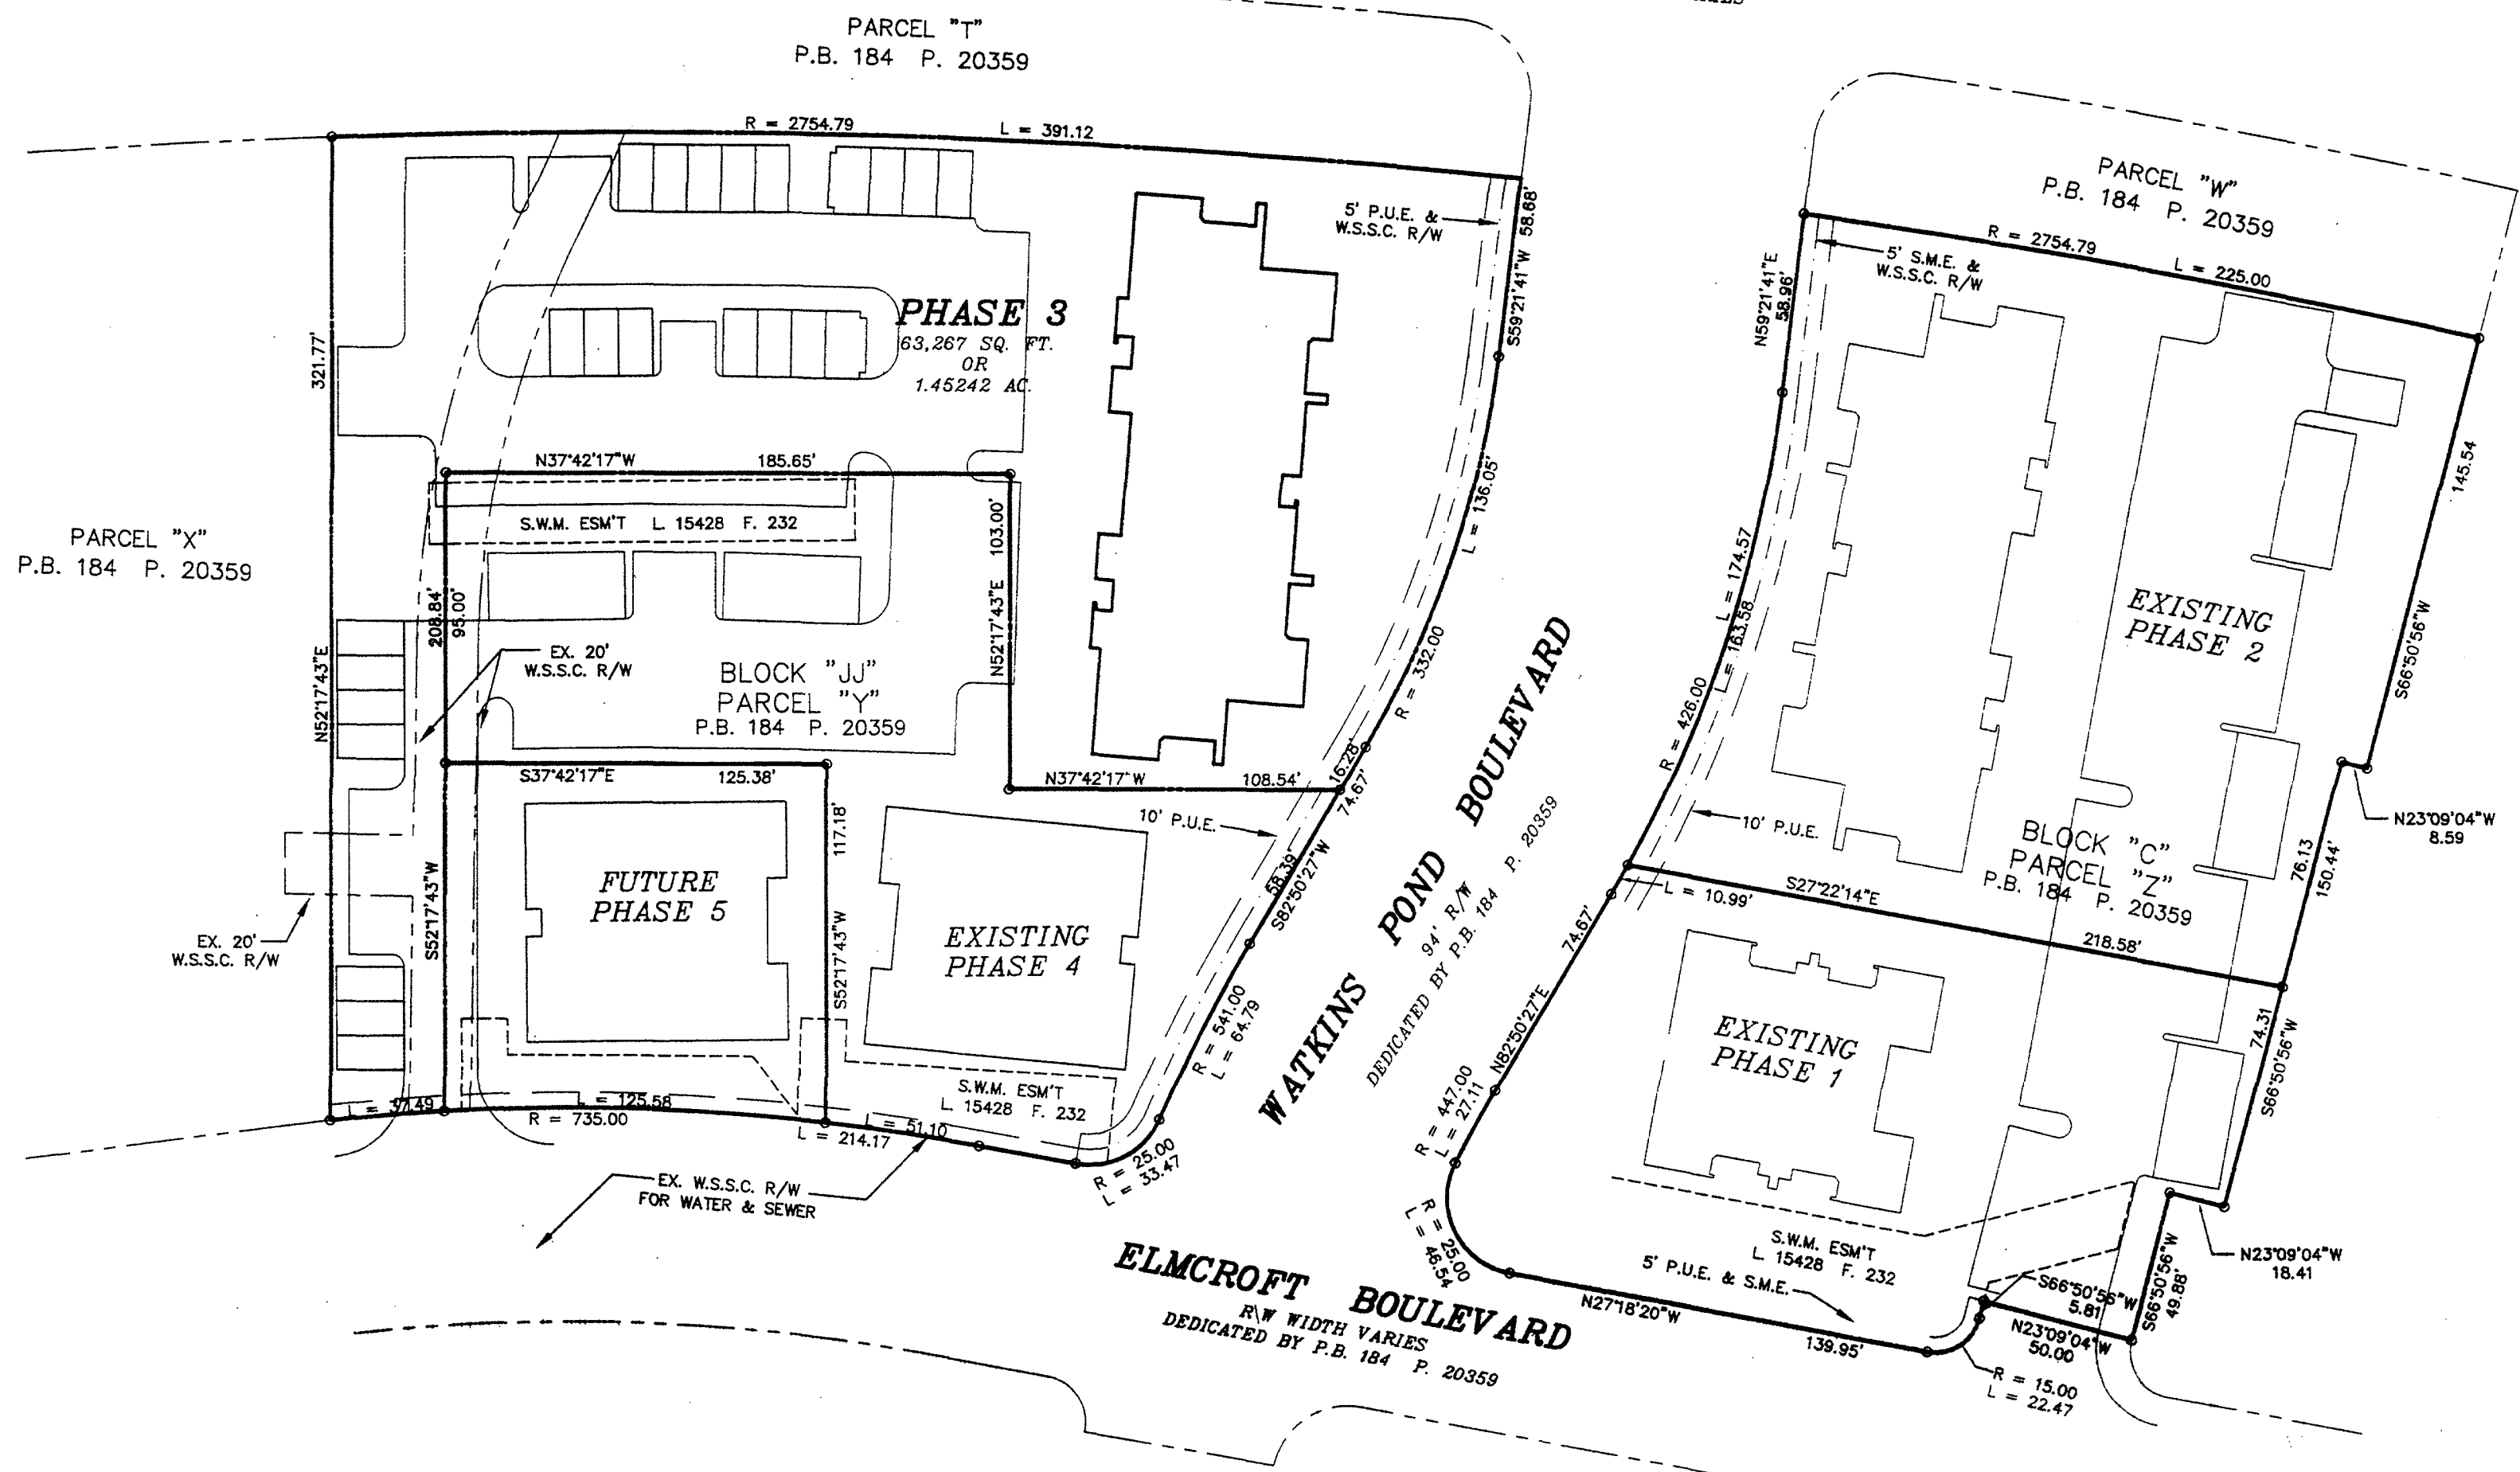 PARCEL "T"
P.B. 184 P. 20359
R = 2754.79 L = 391.12
PARCEL "W"
P.B. 184 P. 20359
R = 2754.79
L = 225.00
5' P.U.E. &
W.S.S.C. R/W
S59°21'41"W 58.68'
N59°21'41"E
58.96'
5' S.M.E. &
W.S.S.C. R/W
PHASE 3
63,267 SQ. FT.
OR
1.45242 AC.
321.77'
N52°17'43"E
N37°42'17"W 185.65'
S.W.M. ESM'T L. 15428 F. 232
N52°17'43"E 103.00'
L = 136.05'
R = 332.00
L = 174.57
L = 163.58
R = 426.00
145.54
S66°50'56"W
EXISTING
PHASE 2
PARCEL "X"
P.B. 184 P. 20359
208.84'
95.00'
EX. 20'
W.S.S.C. R/W
BLOCK "JJ"
PARCEL "Y"
P.B. 184 P. 20359
S37°42'17"E 125.38'
N37°42'17"W 108.54'
16.28'
74.67'
10' P.U.E.
58.39'
S82°50'27"W
117.18'
S52°17'43"W
S52°17'43"W
FUTURE
PHASE 5
EXISTING
PHASE 4
EX. 20'
W.S.S.C. R/W
WATKINS POND BOULEVARD
94' R/W
DEDICATED BY P.B. 184 P. 20359
10' P.U.E.
N23°09'04"W
8.59
BLOCK "C"
PARCEL "Z"
P.B. 184 P. 20359
76.13
150.44'
L = 10.99'
S27°22'14"E
218.58'
74.67'
N82°50'27"E
EXISTING
PHASE 1
74.31
S66°50'56"W
R = 541.00
L = 64.79
R = 447.00
L = 27.11
S.W.M. ESM'T
L. 15428 F. 232
L = 37.49
L = 125.58
R = 735.00
L = 51.10
L = 214.17
R = 25.00
L = 33.47
EX. W.S.S.C. R/W
FOR WATER & SEWER
R = 25.00
L = 46.54
ELMCROFT BOULEVARD
R\W WIDTH VARIES
DEDICATED BY P.B. 184 P. 20359
S.W.M. ESM'T
L. 15428 F. 232
5' P.U.E. & S.M.E.
N27°18'20"W
139.95'
S66°50'56"W
5.81
N23°09'04"W
50.00
S66°50'56"W
49.88'
N23°09'04"W
18.41
R = 15.00
L = 22.47